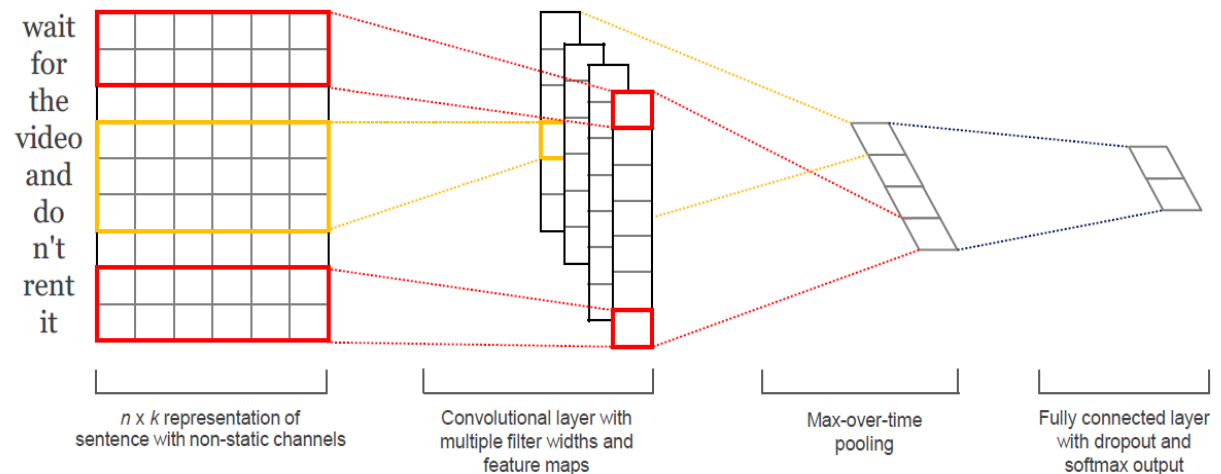 wait
for
the
video
and
do
n't
rent
it
n x k representation of
sentence with non-static channels
Convolutional layer with
multiple filter widths and
feature maps
Max-over-time
pooling
Fully connected layer
with dropout and
softmax output